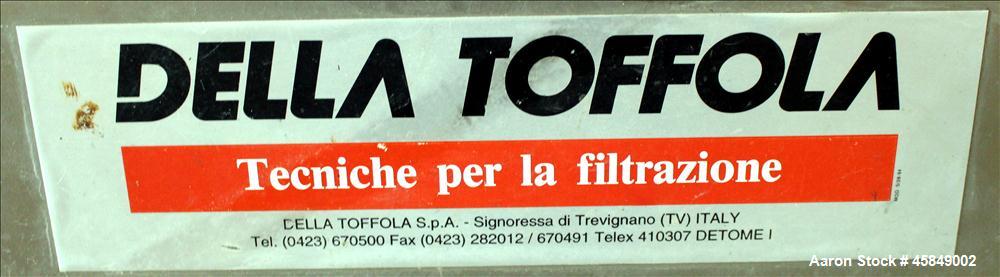 DELLA TOFFOLA
Tecniche per la filtrazione
DELLA TOFFOLA S.p.A. - Signoressa di Trevignano (TV) ITALY
Tel. (0423) 670500 Fax (0423) 282012 / 670491 Telex 410307 DETOME I
Aaron Stock # 45849002